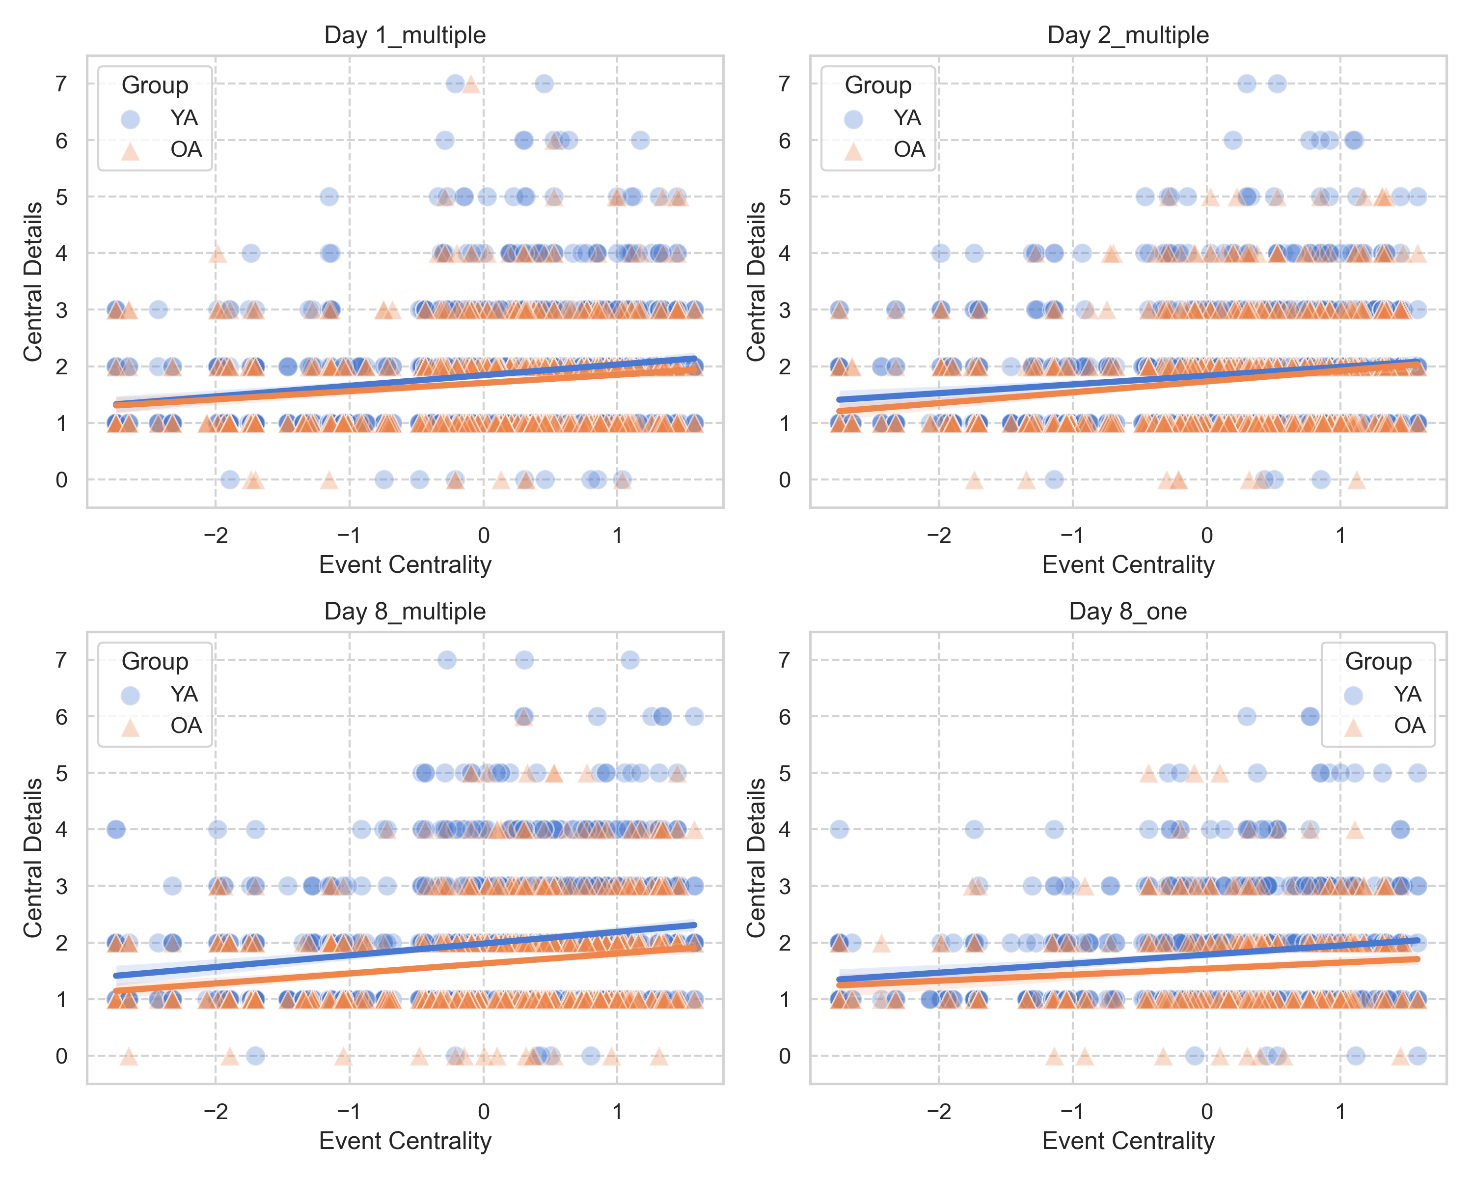 Day 1_multiple
Group
YA
OA
Central Details
7
6
5
4
3
2
1
0
−2
−1
0
1
Event Centrality
Day 2_multiple
Group
YA
OA
Central Details
7
6
5
4
3
2
1
0
−2
−1
0
1
Event Centrality
Day 8_multiple
Group
YA
OA
Central Details
7
6
5
4
3
2
1
0
−2
−1
0
1
Event Centrality
Day 8_one
Group
YA
OA
Central Details
7
6
5
4
3
2
1
0
−2
−1
0
1
Event Centrality